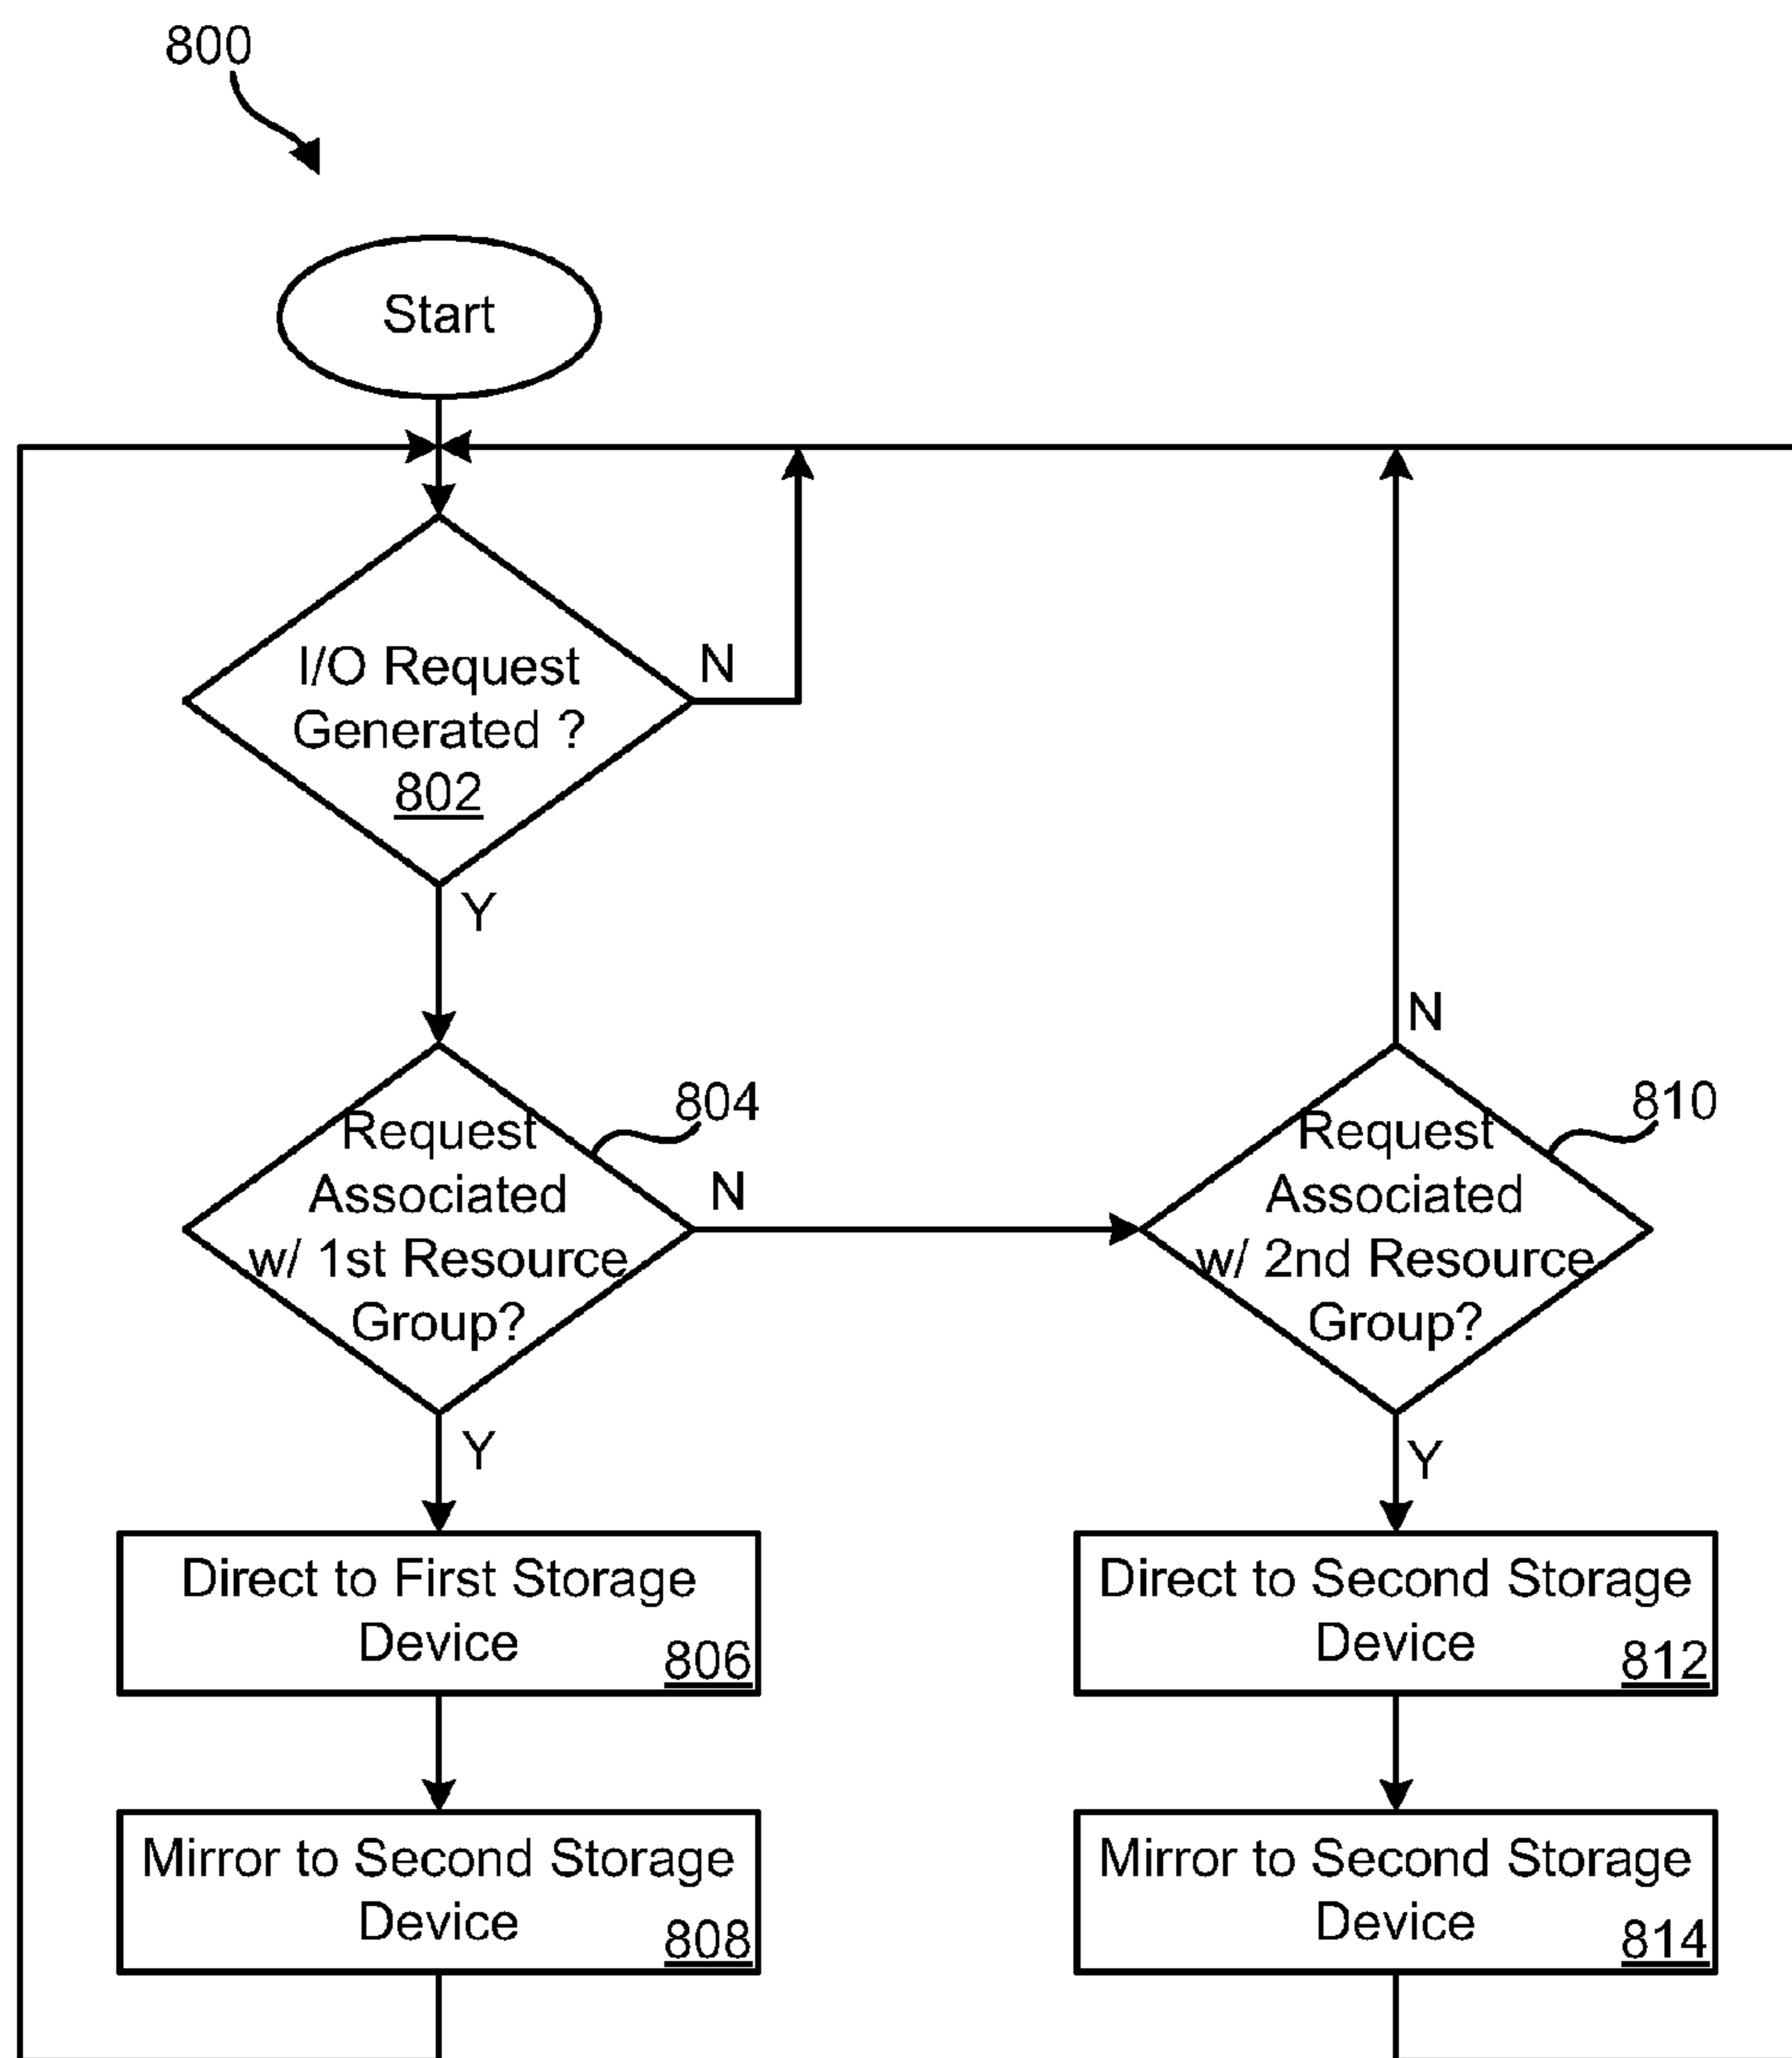 800
Start
I/O Request
Generated ?
802
N
Y
Request
Associated
w/ 1st Resource
Group?
804
N
Y
Request
Associated
w/ 2nd Resource
Group?
810
N
Y
Direct to First Storage
Device
806
Mirror to Second Storage
Device
808
Direct to Second Storage
Device
812
Mirror to Second Storage
Device
814